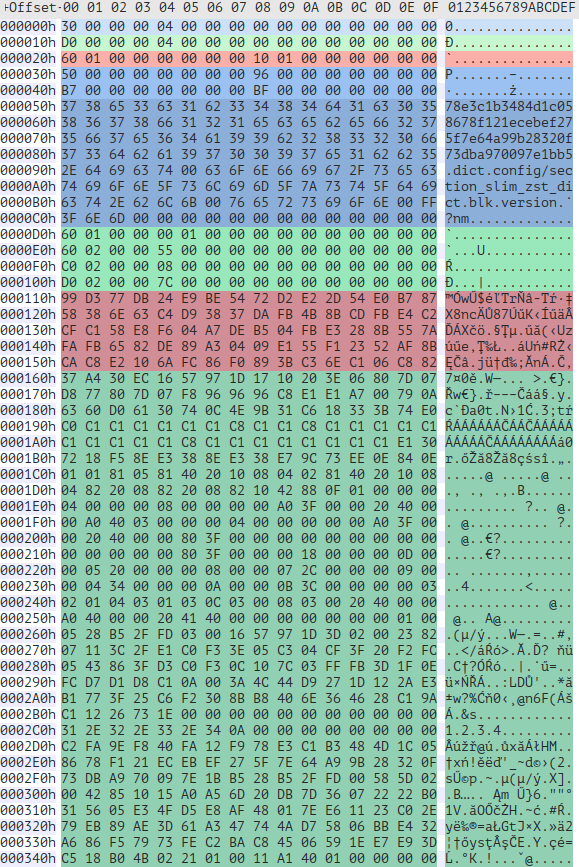 +Offset- 00 01 02 03 04 05 06 07 08 09 0A 0B 0C 0D 0E 0F 0123456789ABCDEF
000000h 30 00 00 00 04 00 00 00 00 00 00 00 00 00 00 00 0...............
000010h D0 00 00 00 04 00 00 00 00 00 00 00 00 00 00 00 Đ...............
000020h 60 01 00 00 00 00 00 00 10 01 00 00 00 00 00 00 `...............
000030h 50 00 00 00 00 00 00 00 96 00 00 00 00 00 00 00 P.......–.......
000040h B7 00 00 00 00 00 00 00 BF 00 00 00 00 00 00 00 ·.......ż.......
000050h 37 38 65 33 63 31 62 33 34 38 34 64 31 63 30 35 78e3c1b3484d1c05
000060h 38 36 37 38 66 31 32 31 65 63 65 62 65 66 32 37 8678f121ecebef27
000070h 35 66 37 65 36 34 61 39 39 62 32 38 33 32 30 66 5f7e64a99b28320f
000080h 37 33 64 62 61 39 37 30 30 39 37 65 31 62 62 35 73dba970097e1bb5
000090h 2E 64 69 63 74 00 63 6F 6E 66 69 67 2F 73 65 63 .dict.config/sec
0000A0h 74 69 6F 6E 5F 73 6C 69 6D 5F 7A 73 74 5F 64 69 tion_slim_zst_di
0000B0h 63 74 2E 62 6C 6B 00 76 65 72 73 69 6F 6E 00 FF ct.blk.version.˙
0000C0h 3F 6E 6D 00 00 00 00 00 00 00 00 00 00 00 00 00 ?nm.............
0000D0h 60 01 00 00 00 01 00 00 00 00 00 00 00 00 00 00 `...............
0000E0h 60 02 00 00 55 00 00 00 00 00 00 00 00 00 00 00 `...U...........
0000F0h C0 02 00 00 08 00 00 00 00 00 00 00 00 00 00 00 Ŕ...............
000100h D0 02 00 00 7C 00 00 00 00 00 00 00 00 00 00 00 Đ...|...........
000110h 99 D3 77 DB 24 E9 BE 54 72 D2 E2 2D 54 E0 B7 87 ™ÓwŰ$éľTrŇâ-Tŕ·‡
000120h 58 38 6E 63 C4 D9 38 37 DA FB 4B 8B CD FB E4 C2 X8ncÄŮ87ÚűK‹ÍűäÂ
000130h CF C1 58 E8 F6 04 A7 DE B5 04 FB E3 28 8B 55 7A ĎÁXčö.§Ţµ.űă(‹Uz
000140h FA FB 65 82 DE 89 A3 04 09 E1 55 F1 23 52 AF 8B úűe‚Ţ‰Ł..áUń#RŻ‹
000150h CA C8 E2 10 6A FC 86 F0 89 3B C3 6E C1 06 C8 82 ĘČâ.jü†đ‰;ĂnÁ.Č‚
000160h 37 A4 30 EC 16 57 97 1D 17 10 20 3E 06 80 7D 07 7¤0ě.W—... >.€}.
000170h D8 77 80 7D 07 F8 96 96 96 C8 E1 E1 A7 00 79 0A Řw€}.ř–––Čáá§.y.
000180h 63 60 D0 61 30 74 0C 4E 9B 31 C6 18 33 3B 74 E0 c`Đa0t.N›1Ć.3;tŕ
000190h C0 C1 C1 C1 C1 C1 C1 C8 C1 C8 C1 C1 C1 C1 C1 C1 ŔÁÁÁÁÁÁČÁČÁÁÁÁÁÁ
0001A0h C1 C1 C1 C1 C1 C8 C1 C1 C1 C1 C1 C1 C1 C1 E1 30 ÁÁÁÁÁČÁÁÁÁÁÁÁÁá0
0001B0h 72 18 F5 8E E3 38 8E E3 38 E7 9C 73 EE 0E 84 0E r.őŽă8Žă8çśsî.„.
0001C0h 01 01 81 05 81 40 20 10 08 04 02 81 40 20 10 08 .....@ .....@ ..
0001D0h 04 82 20 08 82 20 08 82 10 42 88 0F 01 00 00 00 .‚ .‚ .‚.B......
0001E0h 04 00 00 00 08 00 00 00 00 A0 3F 00 00 20 40 00 .......... ?.. @.
0001F0h 00 A0 40 03 00 00 00 04 00 00 00 00 00 A0 3F 00 . @.......... ?.
000200h 00 20 40 00 00 80 3F 00 00 00 00 00 00 00 00 00 . @..€?.........
000210h 00 00 00 00 00 80 3F 00 00 00 18 00 00 00 0D 00 .....€?.........
000220h 00 05 20 00 00 00 08 00 00 07 2C 00 00 00 09 00 .. .......,.....
000230h 00 04 34 00 00 00 0A 00 00 0B 3C 00 00 00 00 03 ..4.......<.....
000240h 02 01 04 03 01 03 0C 03 00 08 03 00 20 40 00 00 ............ @..
000250h A0 40 00 00 20 41 40 00 00 00 00 00 00 00 01 00  @.. A@.........
000260h 05 28 B5 2F FD 03 00 16 57 97 1D 3D 02 00 23 82 .(µ/ý...W—.=..#‚
000270h 07 11 3C 2F E1 C0 F3 3E 05 C3 04 CF 3F 20 F2 FC ..</áŔó>.Ă.Ď? ňü
000280h 05 43 86 3F D3 C0 F3 0C 10 7C 03 FF FB 3D 1F 0E .C†?ÓŔó..|.˙ű=..
000290h FC D7 D1 D8 C1 0A 00 3A 4C 44 D9 27 1D 12 2A E3 ü×ŃŘÁ..:LDŮ'..*ă
0002A0h B1 77 3F 25 C6 F2 30 8B B8 40 6E 36 46 28 C1 9A ±w?%Ćň0‹¸@n6F(Áš
0002B0h C1 12 26 73 1E 00 00 00 00 00 00 00 00 00 00 00 Á.&s............
0002C0h 31 2E 32 2E 33 2E 34 0A 00 00 00 00 00 00 00 00 1.2.3.4.........
0002D0h C2 FA 9E F8 40 FA 12 F9 78 E3 C1 B3 48 4D 1C 05 Âúžř@ú.ůxăÁłHM..
0002E0h 86 78 F1 21 EC EB EF 27 5F 7E 64 A9 9B 28 32 0F †xń!ěëď'_~d©›(2.
0002F0h 73 DB A9 70 09 7E 1B B5 28 B5 2F FD 00 58 5D 02 sŰ©p.~.µ(µ/ý.X].
000300h 00 42 85 10 15 A0 A5 6D 20 DB 7D 36 07 22 22 B0 .B….. Ąm Ű}6.""°
000310h 31 56 05 E3 4F D5 E8 AF 48 01 7E E6 11 23 C0 2E 1V.ăOŐčŻH.~ć.#Ŕ.
000320h 79 EB 89 AE 3D 61 A3 47 74 4A D7 58 06 BB E4 32 yë‰®=aŁGtJ×X.»ä2
000330h A6 86 F5 79 73 FE C2 BA C8 45 06 59 1E E7 E9 3D ¦†őysţÂşČE.Y.çé=
000340h C5 18 B0 4B 02 21 01 00 11 A1 40 01 00 00 00 00 Ĺ.°K.!...ˇ@.....